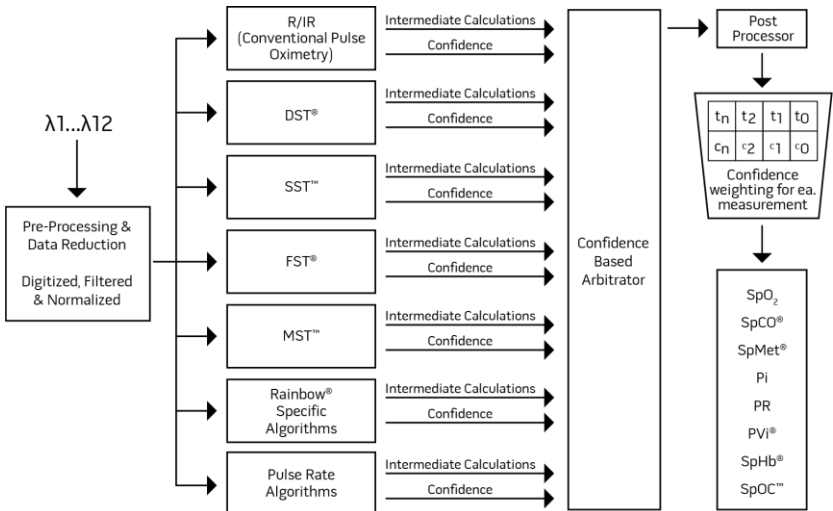 λ1...λ12
Pre-Processing &
Data Reduction
Digitized, Filtered
& Normalized
R/IR
(Conventional Pulse
Oximetry)
Intermediate Calculations
Confidence
DST®
Intermediate Calculations
Confidence
SST™
Intermediate Calculations
Confidence
FST®
Intermediate Calculations
Confidence
MST™
Intermediate Calculations
Confidence
Rainbow®
Specific
Algorithms
Intermediate Calculations
Confidence
Pulse Rate
Algorithms
Intermediate Calculations
Confidence
Confidence
Based
Arbitrator
Post
Processor
tn t2 t1 t0
cn c2 c1 c0
Confidence
weighting for ea.
measurement
SpO₂
SpCO®
SpMet®
Pi
PR
PVi®
SpHb®
SpOC™